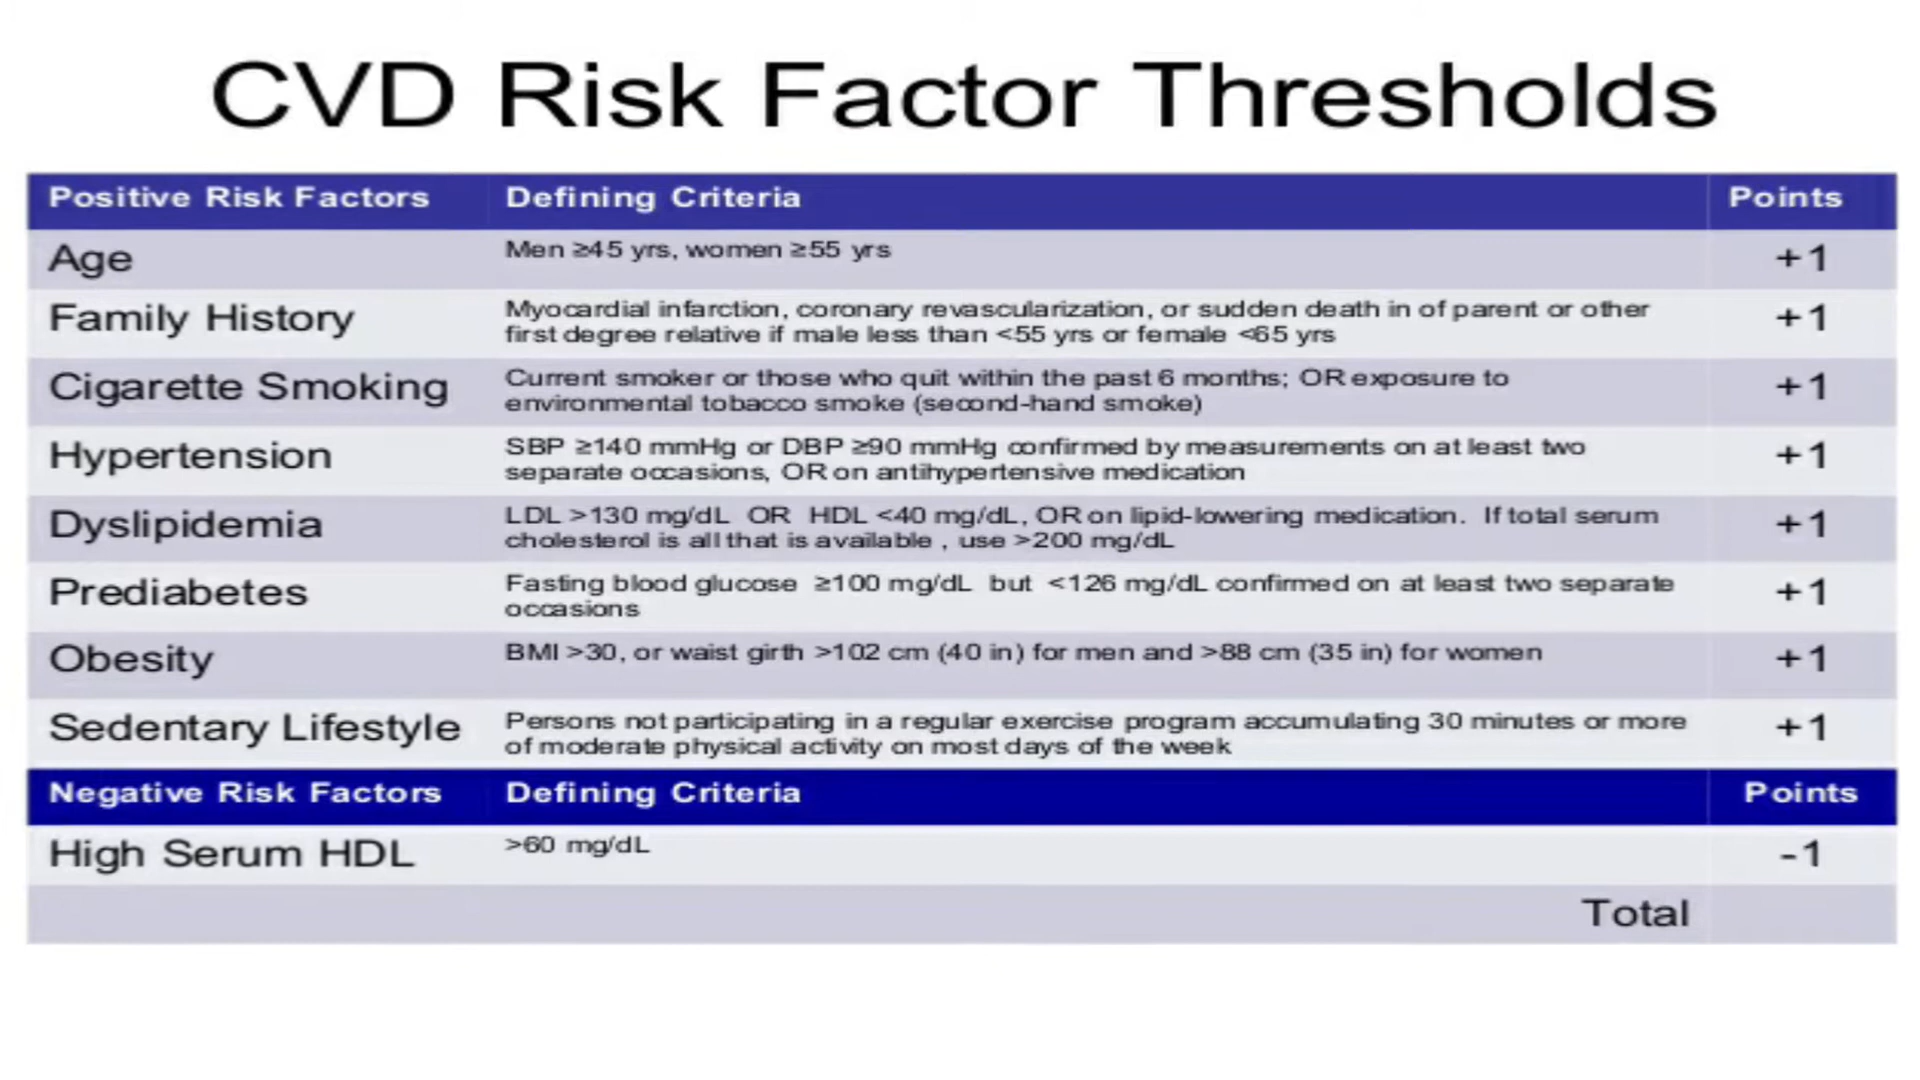 CVD Risk Factor Thresholds
Positive Risk Factors Defining Criteria Points
Age Men ≥45 yrs, women ≥55 yrs +1
Family History Myocardial infarction, coronary revascularization, or sudden death in of parent or other +1
first degree relative if male less than <55 yrs or female <65 yrs
Cigarette Smoking Current smoker or those who quit within the past 6 months; OR exposure to +1
environmental tobacco smoke (second-hand smoke)
Hypertension SBP ≥140 mmHg or DBP ≥90 mmHg confirmed by measurements on at least two +1
separate occasions, OR on antihypertensive medication
Dyslipidemia LDL >130 mg/dL OR HDL <40 mg/dL, OR on lipid-lowering medication. If total serum +1
cholesterol is all that is available , use >200 mg/dL
Prediabetes Fasting blood glucose ≥100 mg/dL but <126 mg/dL confirmed on at least two separate +1
occasions
Obesity BMI >30, or waist girth >102 cm (40 in) for men and >88 cm (35 in) for women +1
Sedentary Lifestyle Persons not participating in a regular exercise program accumulating 30 minutes or more +1
of moderate physical activity on most days of the week
Negative Risk Factors Defining Criteria Points
High Serum HDL >60 mg/dL -1
Total